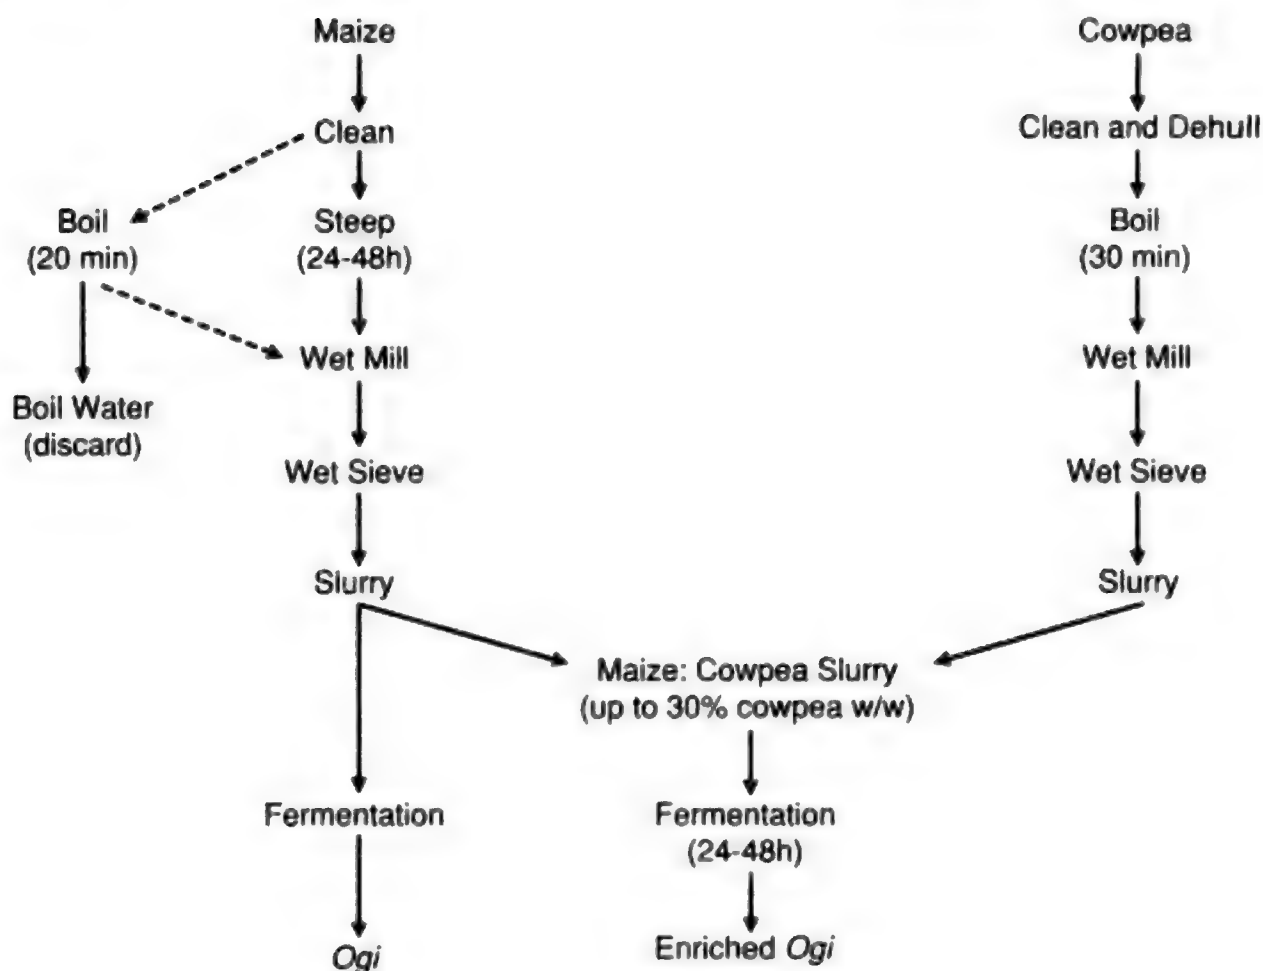 Maize
Cowpea
Clean
Clean and Dehull
Boil
(20 min)
Steep
(24-48h)
Boil
(30 min)
Wet Mill
Wet Mill
Boil Water
(discard)
Wet Sieve
Wet Sieve
Slurry
Slurry
Maize: Cowpea Slurry
(up to 30% cowpea w/w)
Fermentation
Fermentation
(24-48h)
Ogi
Enriched Ogi